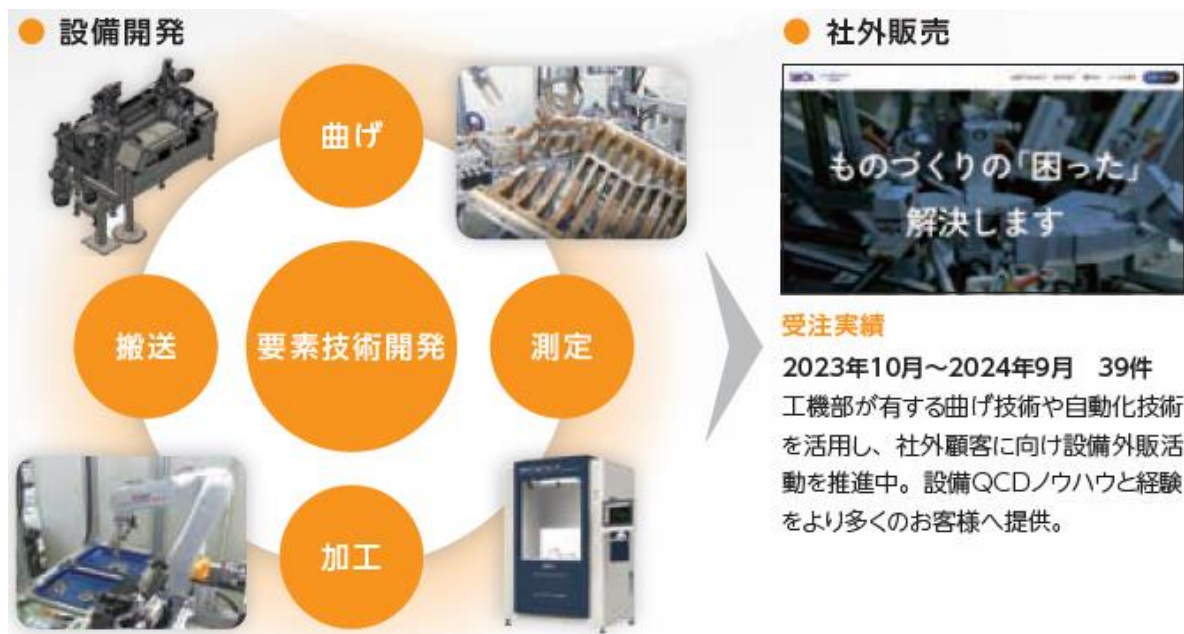 設備開発
曲げ
搬送
要素技術開発
測定
加工
社外販売
ものづくりの「困った」
解決します
受注実績
2023年10月～2024年9月　39件
工機部が有する曲げ技術や自動化技術
を活用し、社外顧客に向け設備外販活
動を推進中。設備QCDノウハウと経験
をより多くのお客様へ提供。